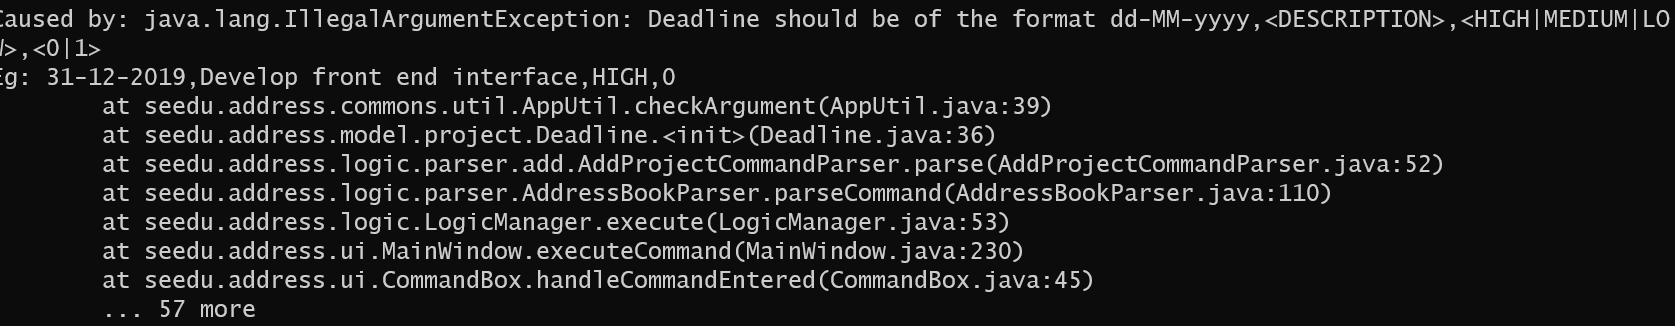 Caused by: java.lang.IllegalArgumentException: Deadline should be of the format dd-MM-yyyy,<DESCRIPTION>,<HIGH|MEDIUM|LO
W>,<0|1>
Eg: 31-12-2019,Develop front end interface,HIGH,0
at seedu.address.commons.util.AppUtil.checkArgument(AppUtil.java:39)
at seedu.address.model.project.Deadline.<init>(Deadline.java:36)
at seedu.address.logic.parser.add.AddProjectCommandParser.parse(AddProjectCommandParser.java:52)
at seedu.address.logic.parser.AddressBookParser.parseCommand(AddressBookParser.java:110)
at seedu.address.logic.LogicManager.execute(LogicManager.java:53)
at seedu.address.ui.MainWindow.executeCommand(MainWindow.java:230)
at seedu.address.ui.CommandBox.handleCommandEntered(CommandBox.java:45)
... 57 more